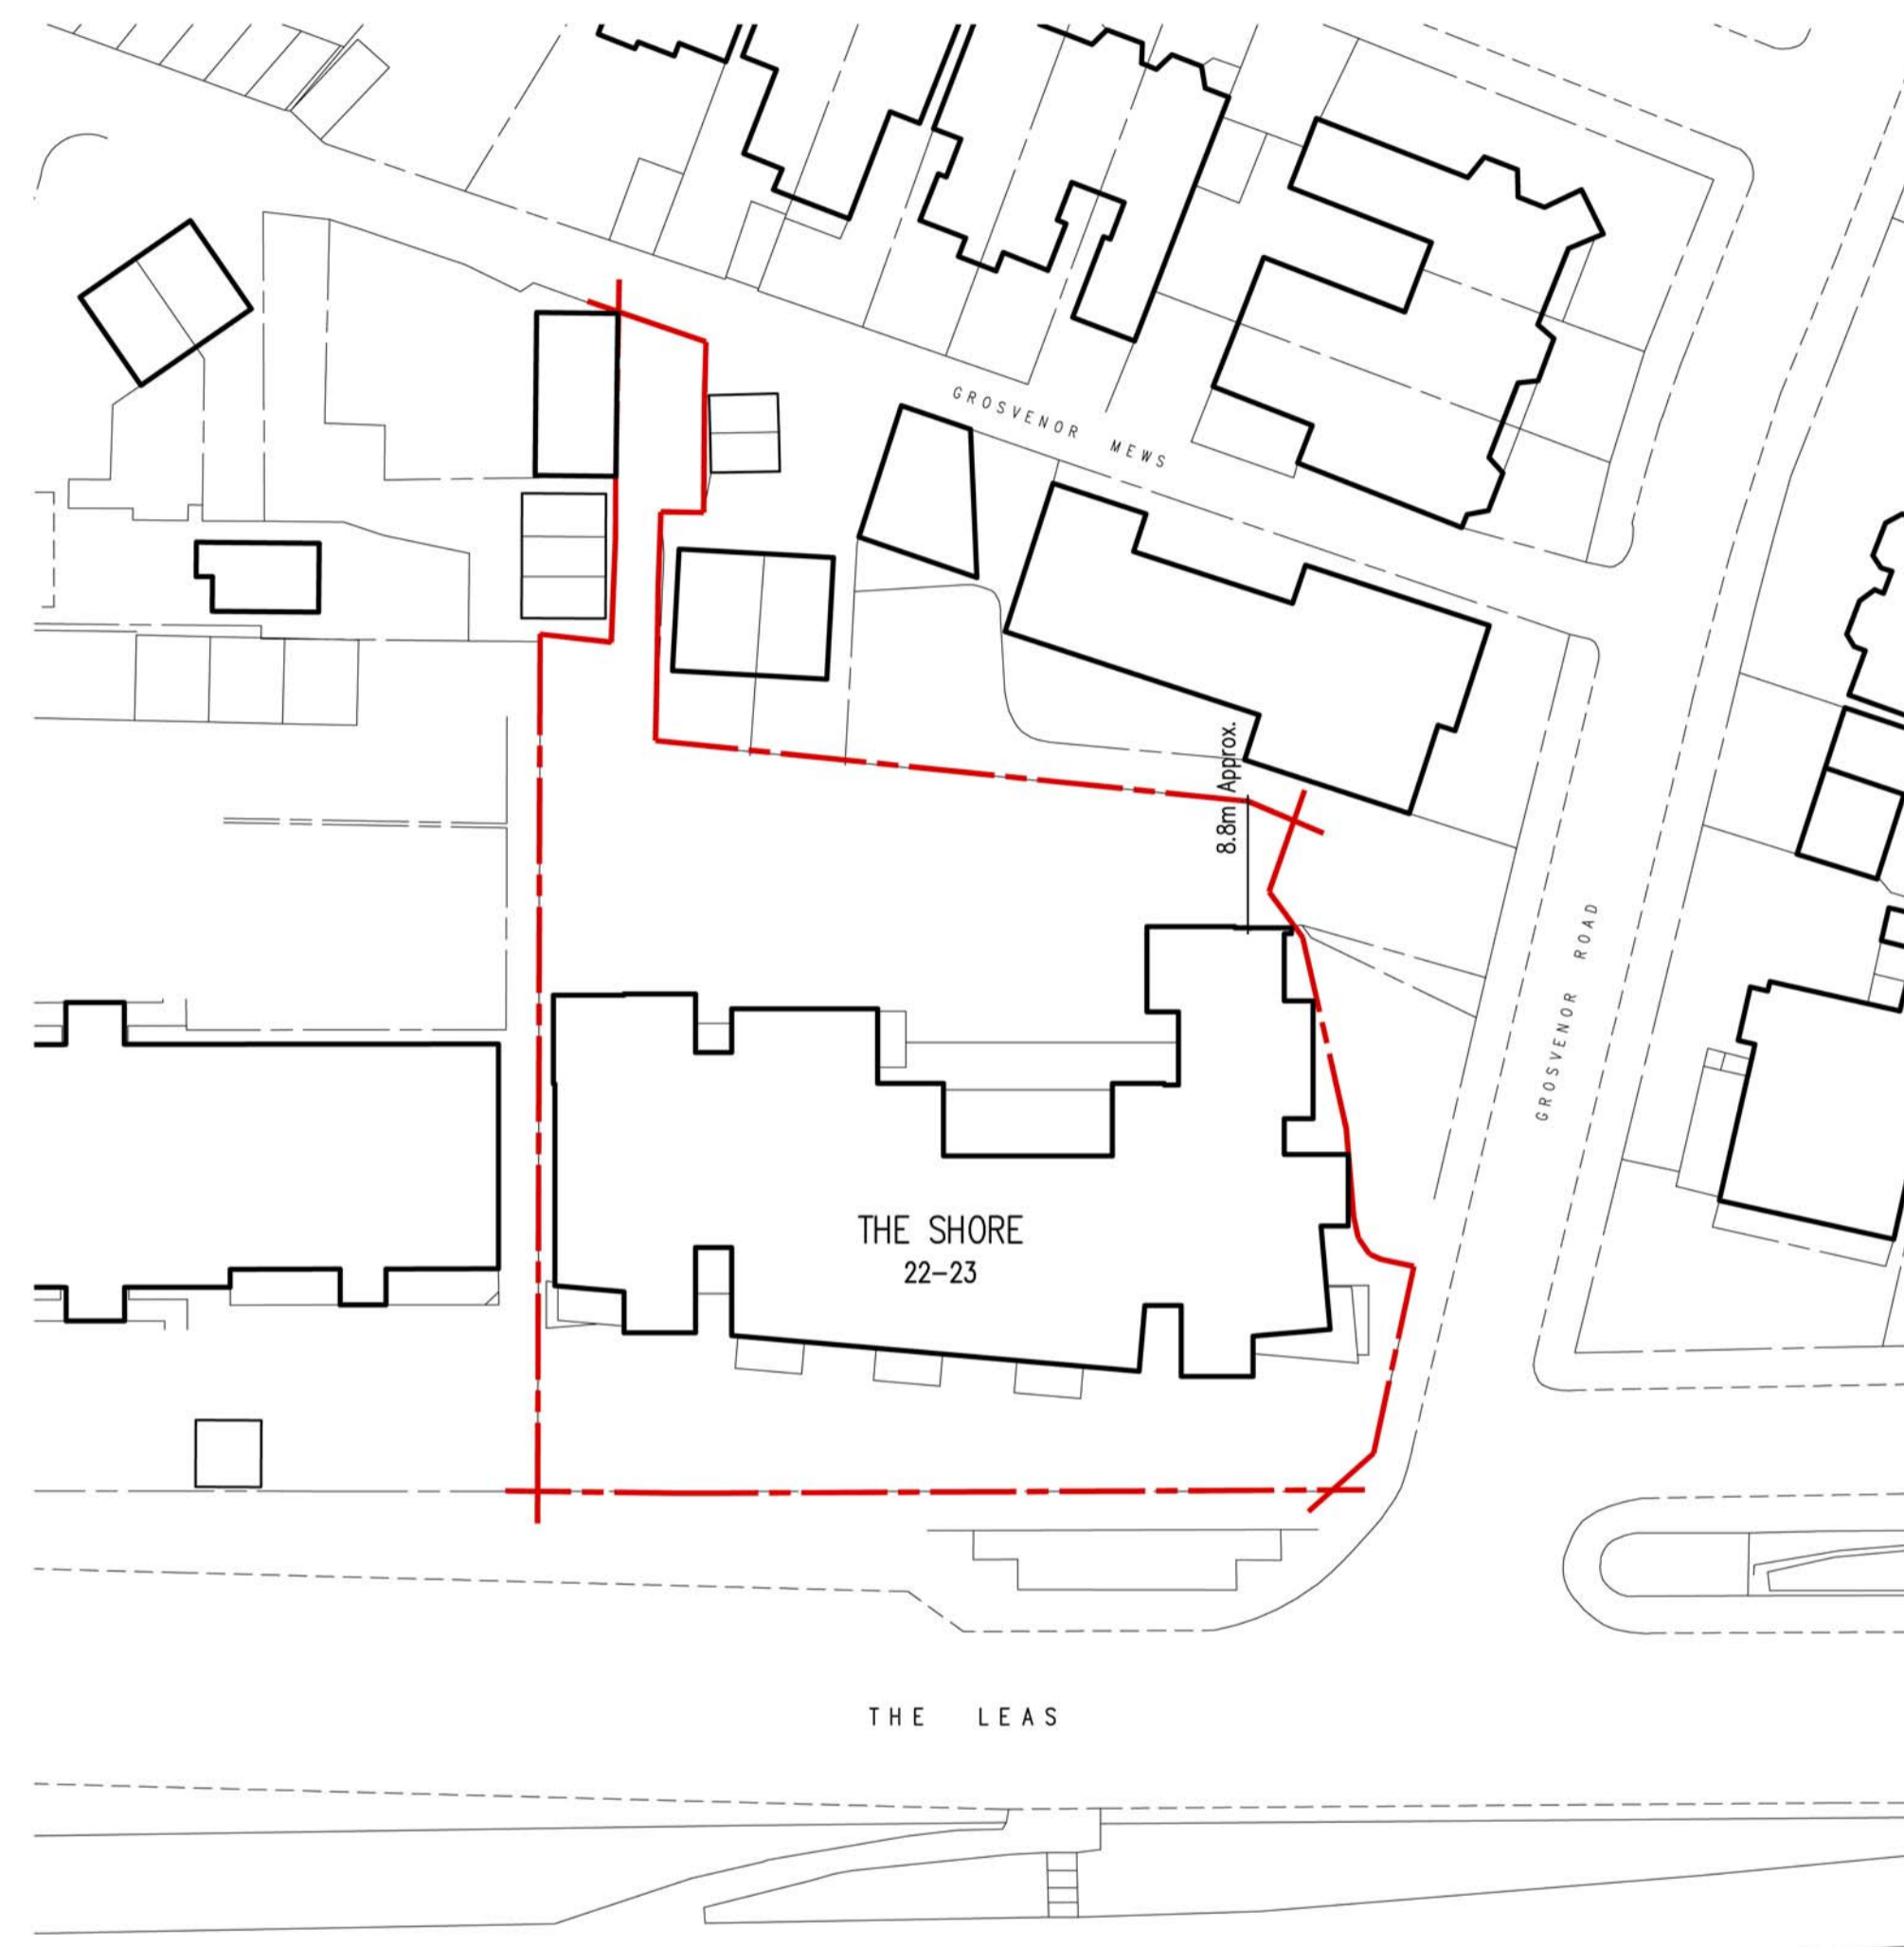 GROSVENOR MEWS
8.8m Approx.
GROSVENOR ROAD
THE SHORE
22-23
THE LEAS